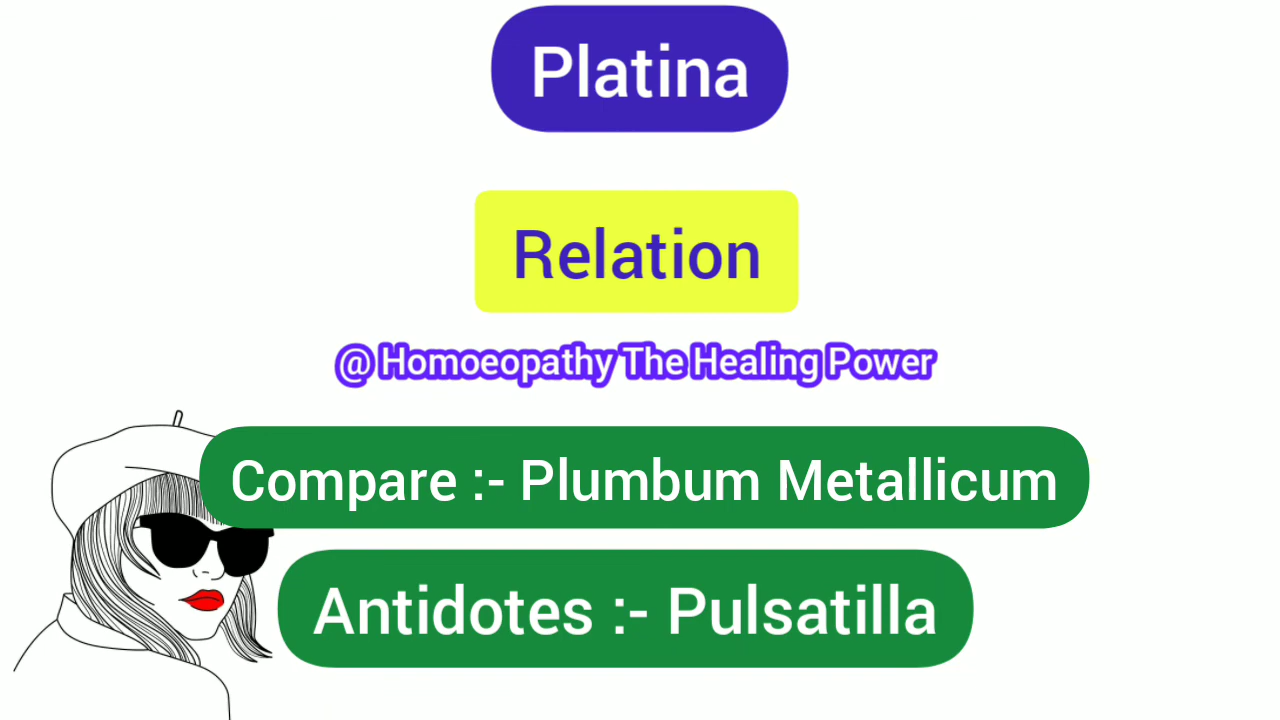 Platina
Relation
@ Homoeopathy The Healing Power
Compare :- Plumbum Metallicum
Antidotes :- Pulsatilla